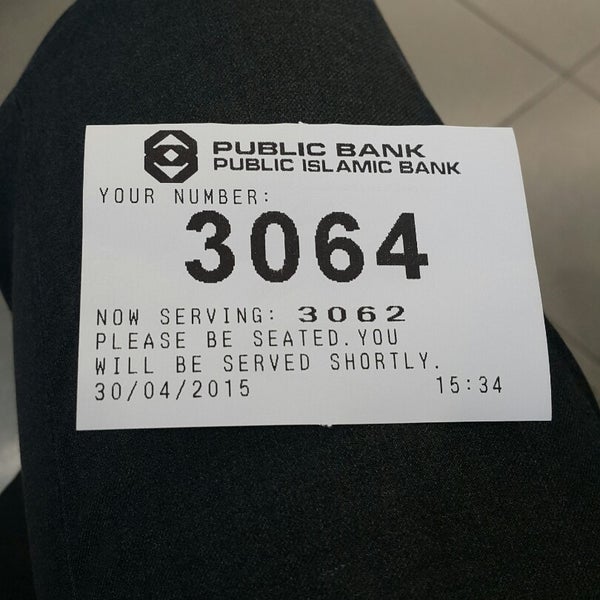 PUBLIC BANK
PUBLIC ISLAMIC BANK
YOUR NUMBER:
3064
NOW SERVING: 3062
PLEASE BE SEATED.YOU
WILL BE SERVED SHORTLY.
30/04/2015 15:34